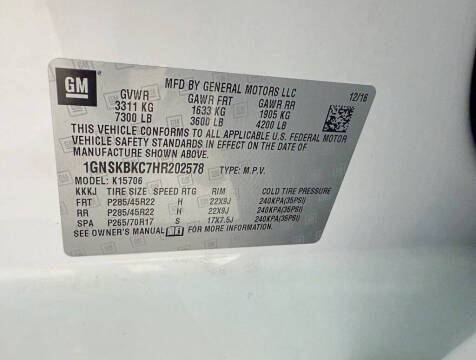 GM
MFD BY GENERAL MOTORS LLC
12/16
GVWR GAWR FRT GAWR RR
3311 KG 1633 KG 1905 KG
7300 LB 3600 LB 4200 LB
THIS VEHICLE CONFORMS TO ALL APPLICABLE U.S. FEDERAL MOTOR
VEHICLE SAFETY, BUMPER, AND THEFT PREVENTION STANDARDS IN EFFECT ON THE DATE OF
MANUFACTURE SHOWN ABOVE.
1GNSKBKC7HR202578 TYPE: M.P.V.
MODEL: K15706
KKKJ TIRE SIZE SPEED RTG RIM COLD TIRE PRESSURE
FRT P285/45R22 H 22X9J 240KPA(35PSI)
RR P285/45R22 H 22X9J 240KPA(35PSI)
SPA P265/70R17 S 17X7.5J 240KPA(35PSI)
SEE OWNER'S MANUAL FOR MORE INFORMATION.